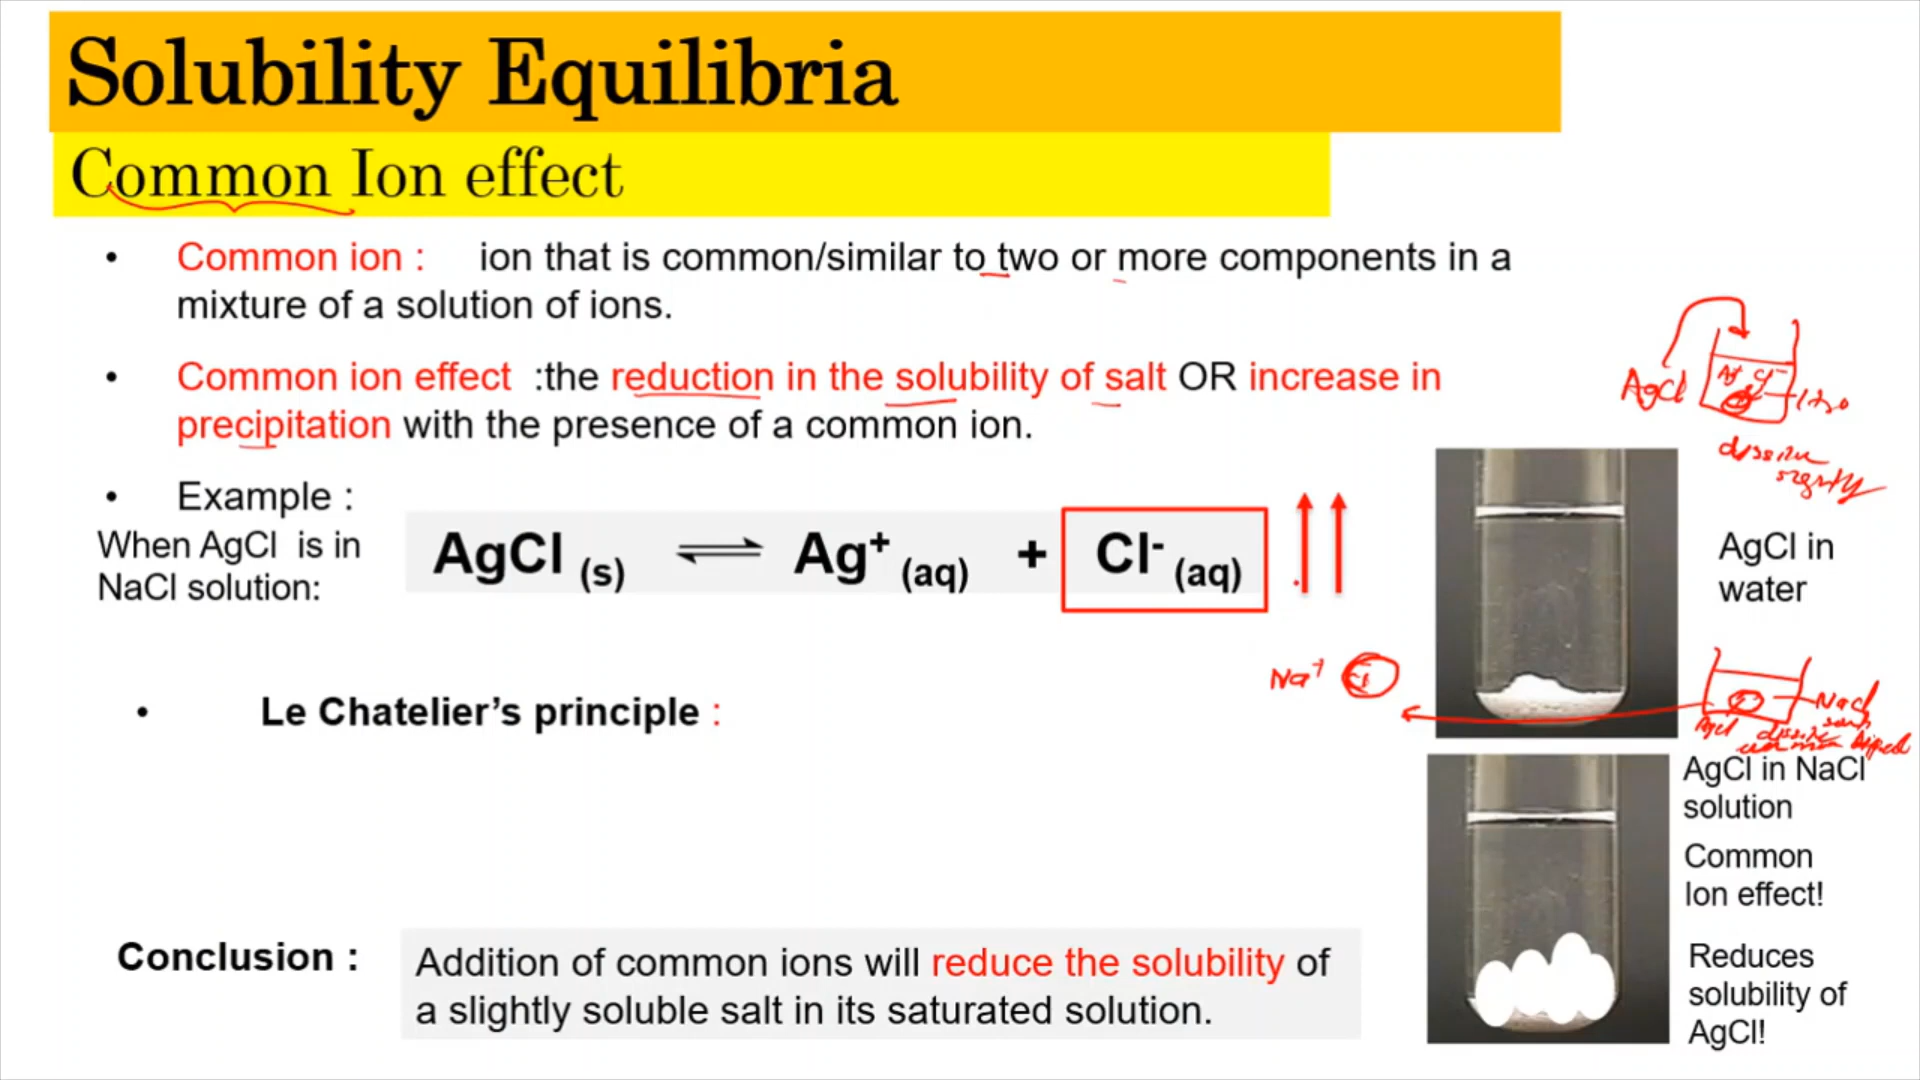 Solubility Equilibria
Common Ion effect
• Common ion : ion that is common/similar to two or more components in a
mixture of a solution of ions.
• Common ion effect :the reduction in the solubility of salt OR increase in
precipitation with the presence of a common ion.
• Example :
When AgCl is in
NaCl solution:
AgCl (s) ⇌ Ag+ (aq) + Cl- (aq)
AgCl
Ag+ Cl-
H2O
AgCl in
water
Na+ Cl
• Le Chatelier’s principle :
NaCl
AgCl
AgCl in NaCl
solution
Common
Ion effect!
Reduces
solubility of
AgCl!
Conclusion :
Addition of common ions will reduce the solubility of
a slightly soluble salt in its saturated solution.